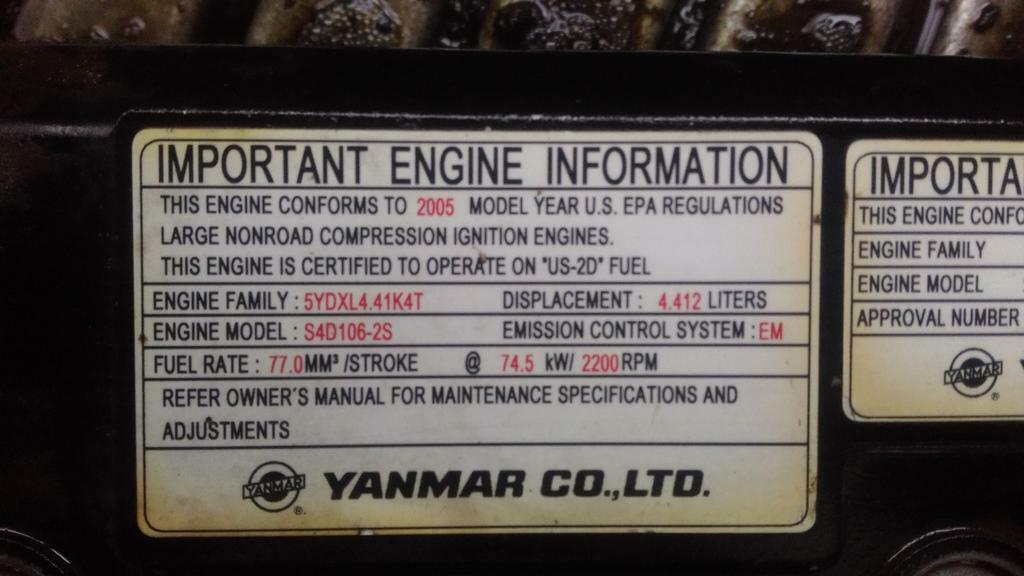 IMPORTANT ENGINE INFORMATION
THIS ENGINE CONFORMS TO 2005 MODEL YEAR U.S. EPA REGULATIONS
LARGE NONROAD COMPRESSION IGNITION ENGINES.
THIS ENGINE IS CERTIFIED TO OPERATE ON "US-2D" FUEL
ENGINE FAMILY : 5YDXL4.41K4T DISPLACEMENT : 4.412 LITERS
ENGINE MODEL : S4D106-2S EMISSION CONTROL SYSTEM : EM
FUEL RATE : 77.0MM³ /STROKE @ 74.5 kW/ 2200RPM
REFER OWNER'S MANUAL FOR MAINTENANCE SPECIFICATIONS AND
ADJUSTMENTS
YANMAR ®. YANMAR CO.,LTD.
IMPORTA
THIS ENGINE CONFO
ENGINE FAMILY
ENGINE MODEL
APPROVAL NUMBER
YANMAR ®